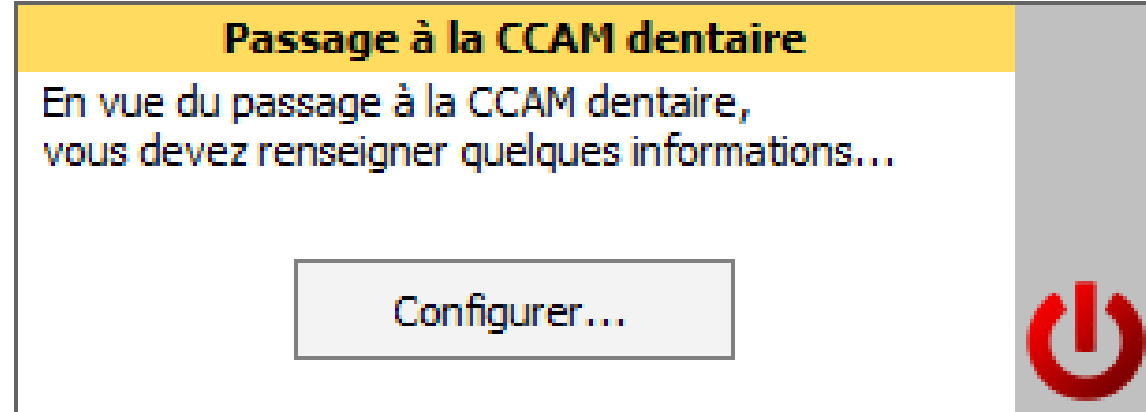 Passage à la CCAM dentaire
En vue du passage à la CCAM dentaire,
vous devez renseigner quelques informations...
Configurer...